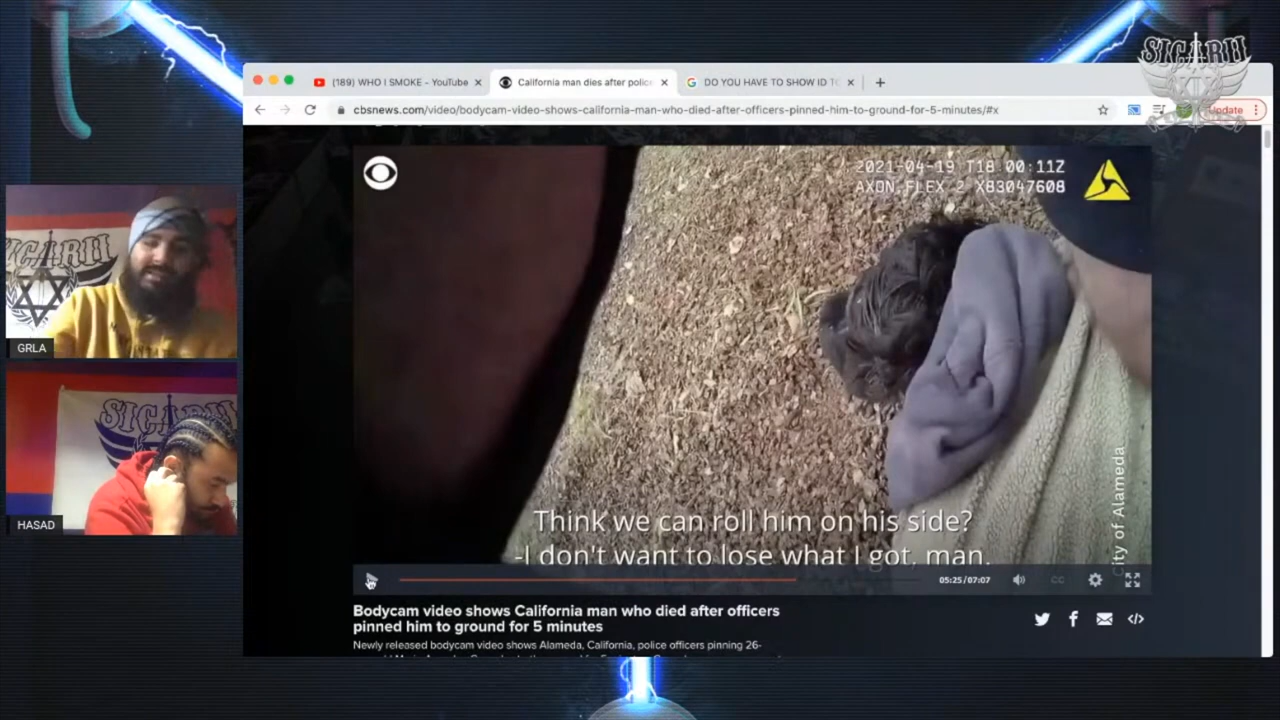 SICARII
(189) WHO I SMOKE - YouTube
California man dies after police
DO YOU HAVE TO SHOW ID TO
cbsnews.com/video/bodycam-video-shows-california-man-who-died-after-officers-pinned-him-to-ground-for-5-minutes/#x
Update
2021-04-19 T18 00:11Z
AXON FLEX 2 X83047608
SICARII
GRLA
SICARII
HASAD
City of Alameda
Think we can roll him on his side?
-I don't want to lose what I got, man.
05:25/07:07
CC
Bodycam video shows California man who died after officers
pinned him to ground for 5 minutes
Newly released bodycam video shows Alameda, California, police officers pinning 26-